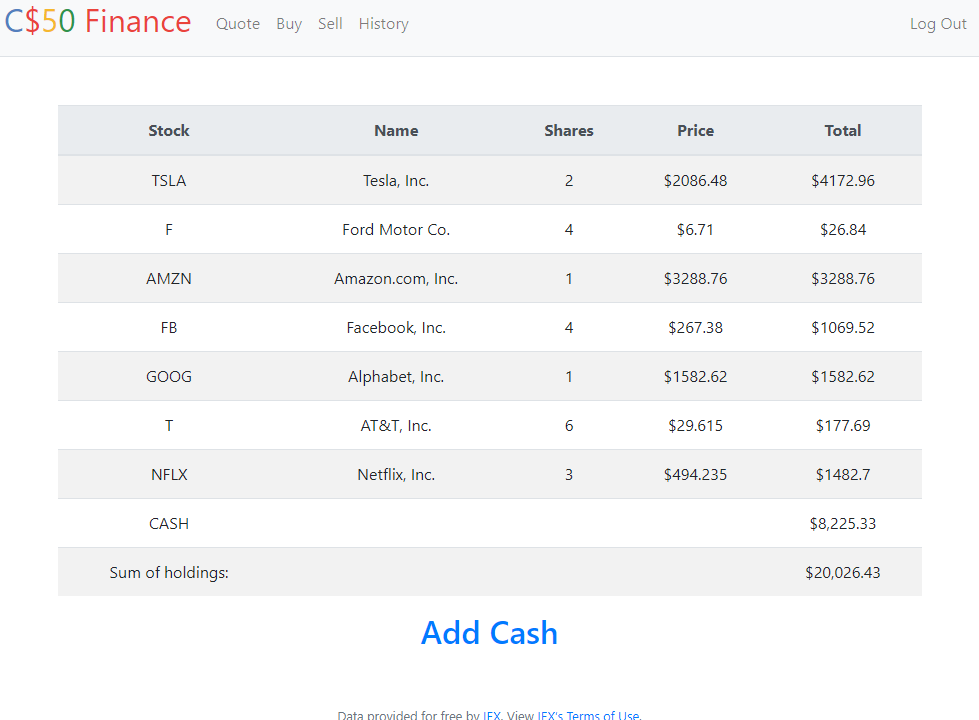 C$50 Finance Quote Buy Sell History Log Out
Stock Name Shares Price Total
TSLA Tesla, Inc. 2 $2086.48 $4172.96
F Ford Motor Co. 4 $6.71 $26.84
AMZN Amazon.com, Inc. 1 $3288.76 $3288.76
FB Facebook, Inc. 4 $267.38 $1069.52
GOOG Alphabet, Inc. 1 $1582.62 $1582.62
T AT&T, Inc. 6 $29.615 $177.69
NFLX Netflix, Inc. 3 $494.235 $1482.7
CASH $8,225.33
Sum of holdings: $20,026.43
Add Cash
Data provided for free by IEX. View IEX's Terms of Use.